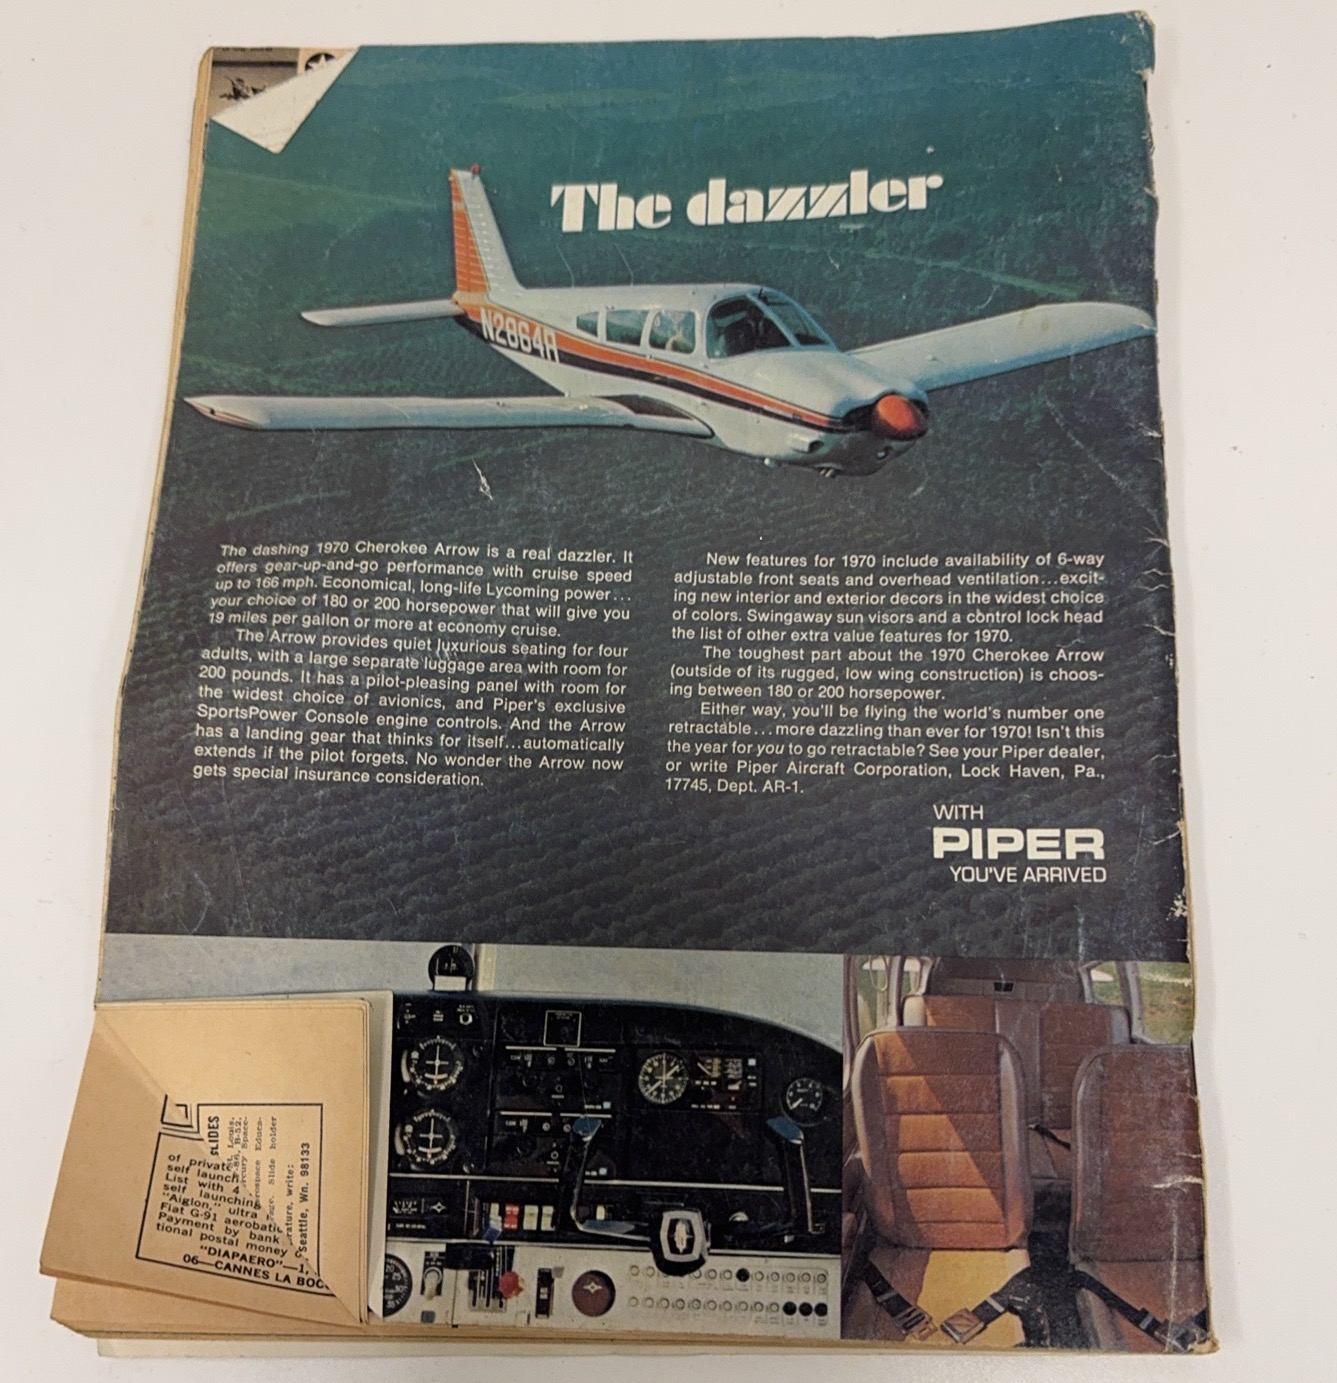 The dazzler
N2864R
The dashing 1970 Cherokee Arrow is a real dazzler. It
offers gear-up-and-go performance with cruise speed
up to 166 mph. Economical, long-life Lycoming power...
your choice of 180 or 200 horsepower that will give you
19 miles per gallon or more at economy cruise.
The Arrow provides quiet luxurious seating for four
adults, with a large separate luggage area with room for
200 pounds. It has a pilot-pleasing panel with room for
the widest choice of avionics, and Piper's exclusive
SportsPower Console engine controls. And the Arrow
has a landing gear that thinks for itself...automatically
extends if the pilot forgets. No wonder the Arrow now
gets special insurance consideration.
New features for 1970 include availability of 6-way
adjustable front seats and overhead ventilation...excit-
ing new interior and exterior decors in the widest choice
of colors. Swingaway sun visors and a control lock head
the list of other extra value features for 1970.
The toughest part about the 1970 Cherokee Arrow
(outside of its rugged, low wing construction) is choos-
ing between 180 or 200 horsepower.
Either way, you'll be flying the world's number one
retractable...more dazzling than ever for 1970! Isn't this
the year for you to go retractable? See your Piper dealer,
or write Piper Aircraft Corporation, Lock Haven, Pa.,
17745, Dept. AR-1.
WITH
PIPER
YOU'VE ARRIVED
SLIDES
Louis,
B-52,
Space-
Educa-
Slide holder
write:
Seattle, Wn. 98133
of private
self launch
List with 4
self launching
"Aiglon," ultra
Fiat G-91 aerobatic
Payment by bank
tional postal money
"DIAPAERO"—1,
06—CANNES LA BOC